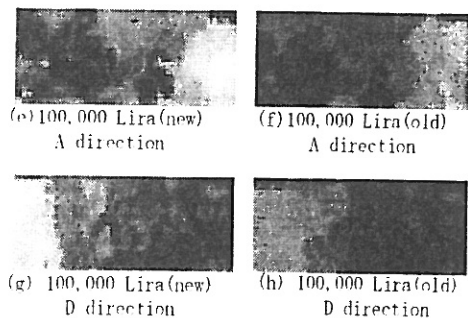 (e) 100,000 Lira(new)
A direction
(f) 100,000 Lira(old)
A direction
(g) 100,000 Lira(new)
D direction
(h) 100,000 Lira(old)
D direction